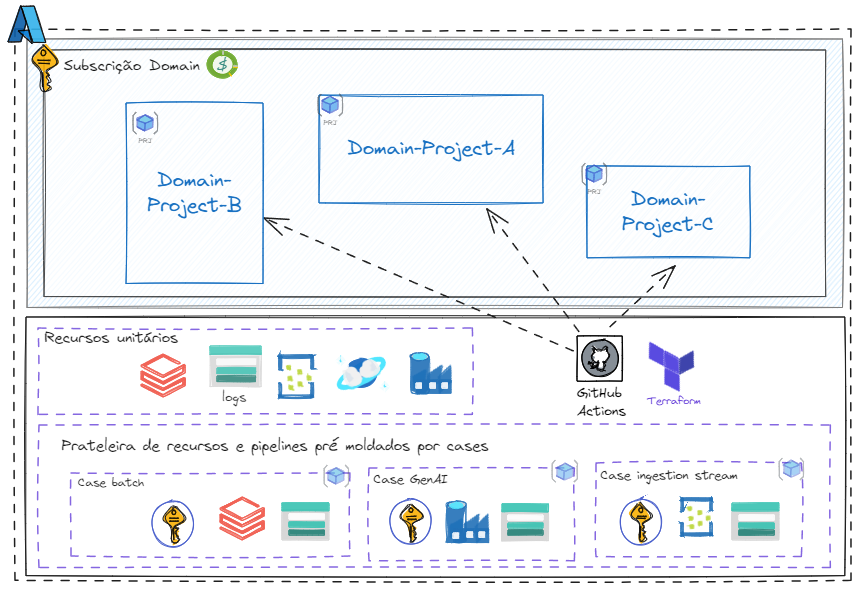 Subscrição Domain
$
PRJ
Domain-
Project-B
PRJ
Domain-Project-A
PRJ
Domain-
Project-C
Recursos unitários
logs
GitHub
Actions
Terraform
Prateleira de recursos e pipelines pré moldados por cases
Case batch
Case GenAI
Case ingestion stream